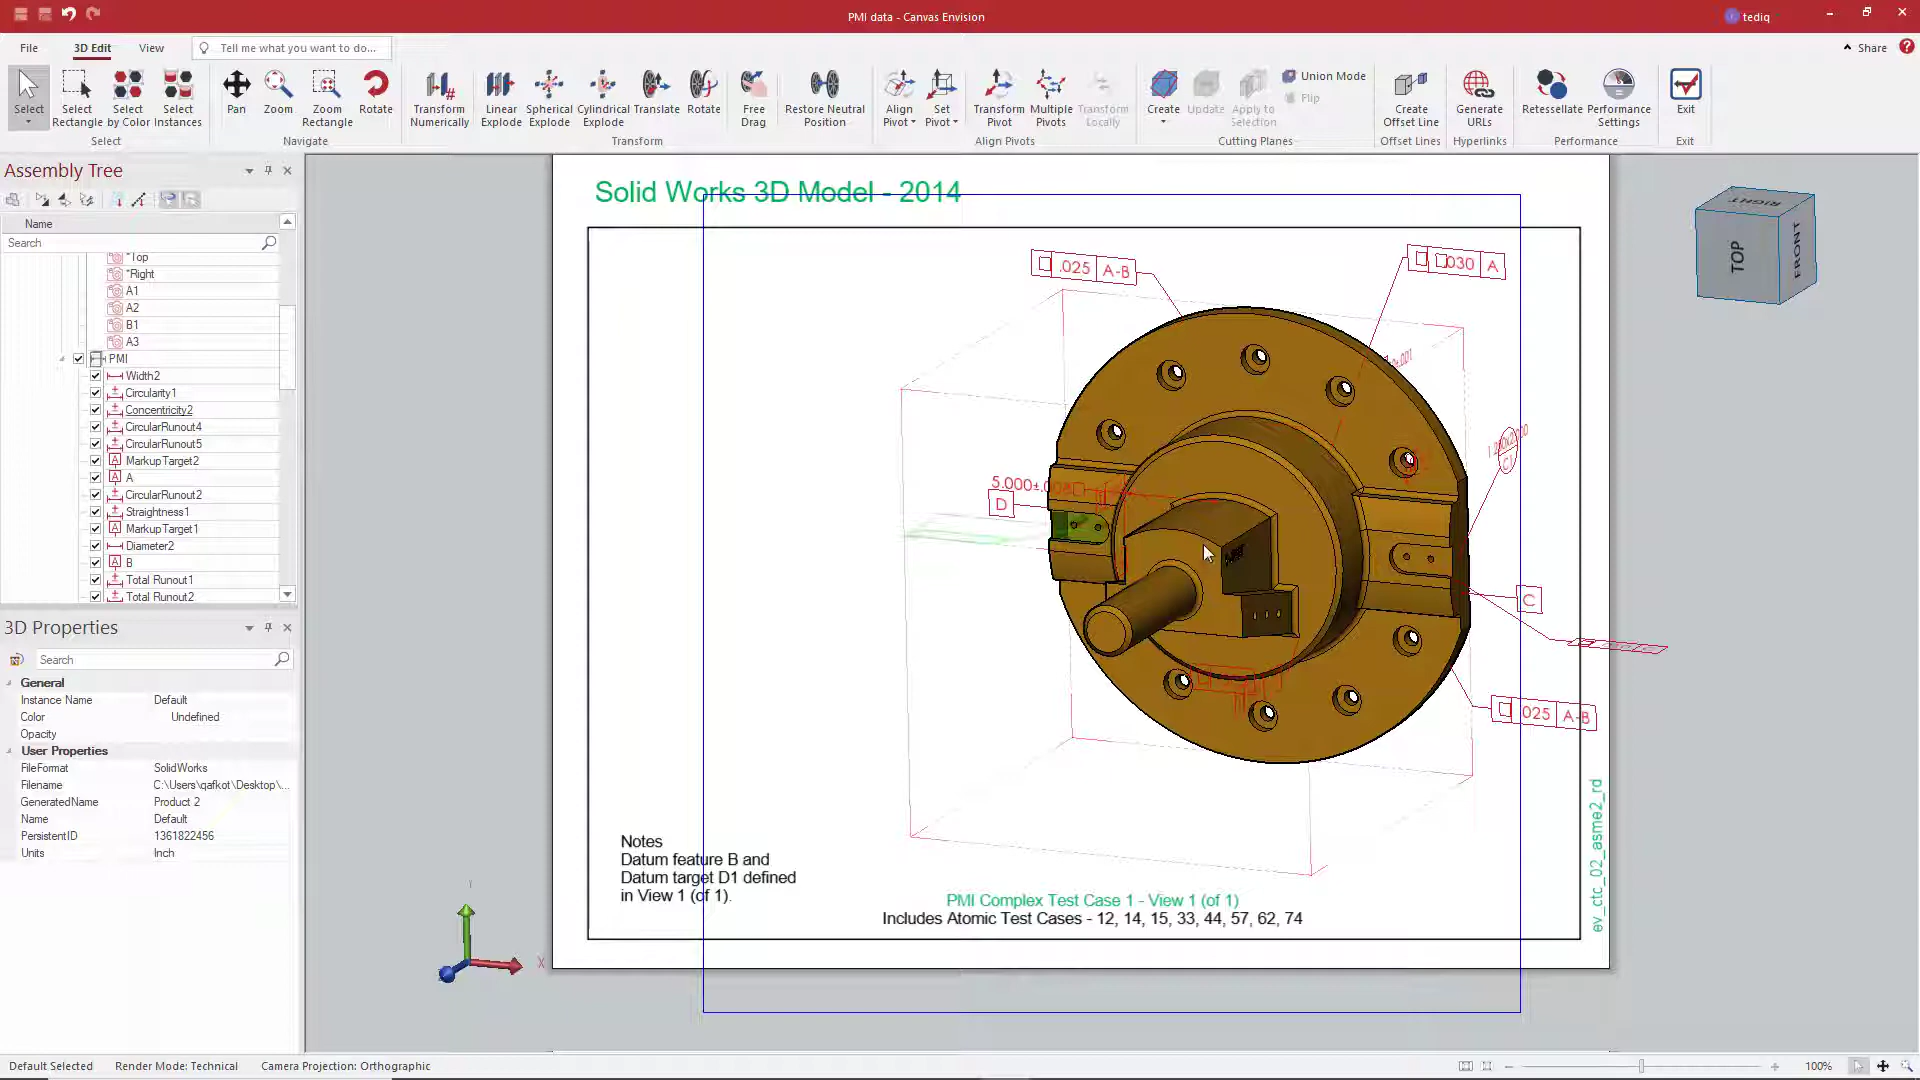 PMI data - Canvas Envision
tediq
File
3D Edit
View
Tell me what you want to do...
Share
Select
Select Rectangle
Select by Color
Select Instances
Pan
Zoom
Zoom Rectangle
Rotate
Transform Numerically
Linear Explode
Spherical Explode
Cylindrical Explode
Translate
Rotate
Free Drag
Restore Neutral Position
Align Pivot
Set Pivot
Transform Pivot
Multiple Pivots
Transform Locally
Create
Update
Apply to Selection
Union Mode
Flip
Create Offset Line
Generate URLs
Retessellate
Performance Settings
Exit
Select
Navigate
Transform
Align Pivots
Cutting Planes
Offset Lines
Hyperlinks
Performance
Exit
Assembly Tree
Name
Search
*Top
*Right
A1
A2
B1
A3
PMI
Width2
Circularity1
Concentricity2
CircularRunout4
CircularRunout5
MarkupTarget2
A
CircularRunout2
Straightness1
MarkupTarget1
Diameter2
B
Total Runout1
Total Runout2
3D Properties
Search
General
Instance Name Default
Color Undefined
Opacity
User Properties
FileFormat SolidWorks
Filename C:\Users\qafkot\Desktop\...
GeneratedName Product 2
Name Default
PersistentID 1361822456
Units Inch
Solid Works 3D Model - 2014
.025 A-B
.030 A
5.000±.008
D
C1
C
.025 A-B
TOP
RIGHT
FRONT
X
Notes
Datum feature B and
Datum target D1 defined
in View 1 (of 1).
PMI Complex Test Case 1 - View 1 (of 1)
Includes Atomic Test Cases - 12, 14, 15, 33, 44, 57, 62, 74
ev_ctc_02_asme2_rd
Default Selected
Render Mode: Technical
Camera Projection: Orthographic
100%